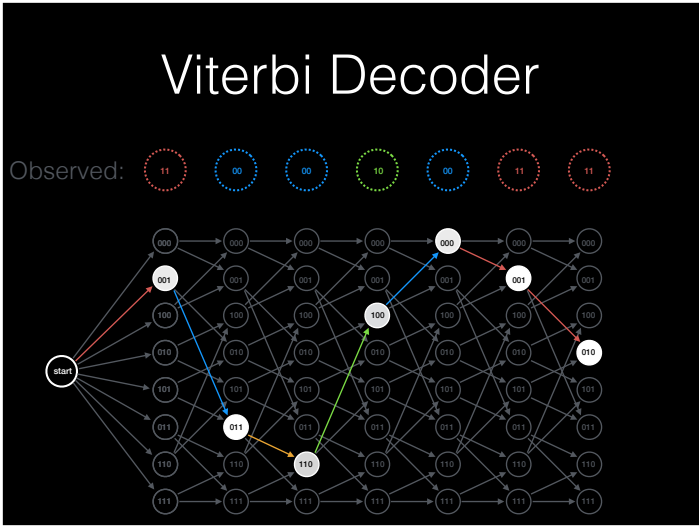 Viterbi Decoder
Observed: 11 00 00 10 00 11 11
000 000 000 000 000 000 000
001 001 001 001 001 001 001
100 100 100 100 100 100 100
start 010 010 010 010 010 010 010
101 101 101 101 101 101 101
011 011 011 011 011 011 011
110 110 110 110 110 110 110
111 111 111 111 111 111 111